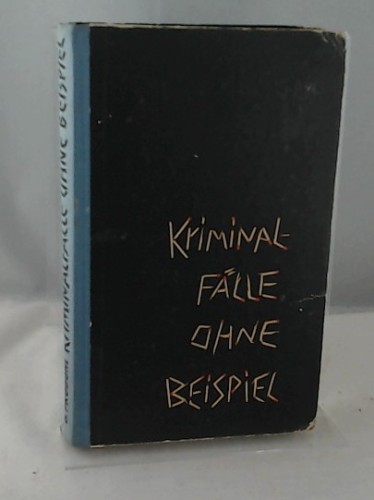 Kriminal-
FÄLLE
OHNE
BEISPIEL
KRIMINALFÄLLE OHNE BEISPIEL